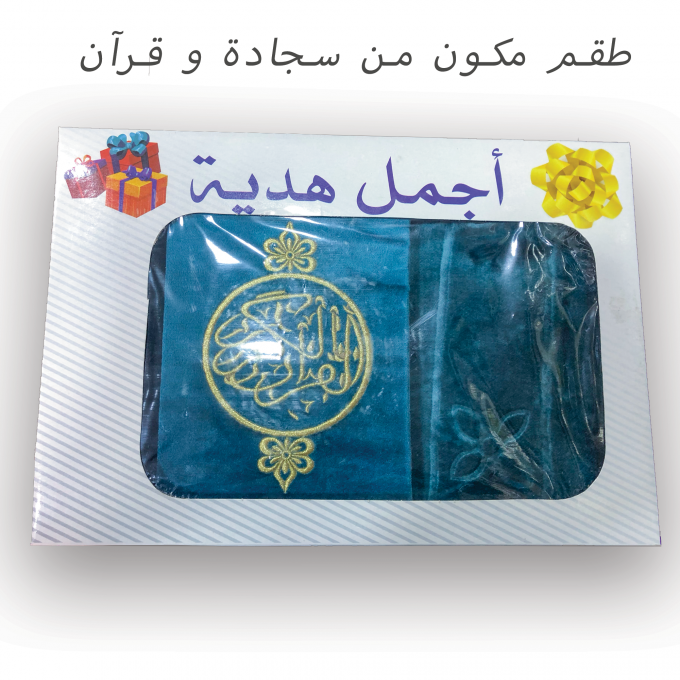 طقم مكون من سجادة و قرآن
أجمل هدية
القرآن الكريم